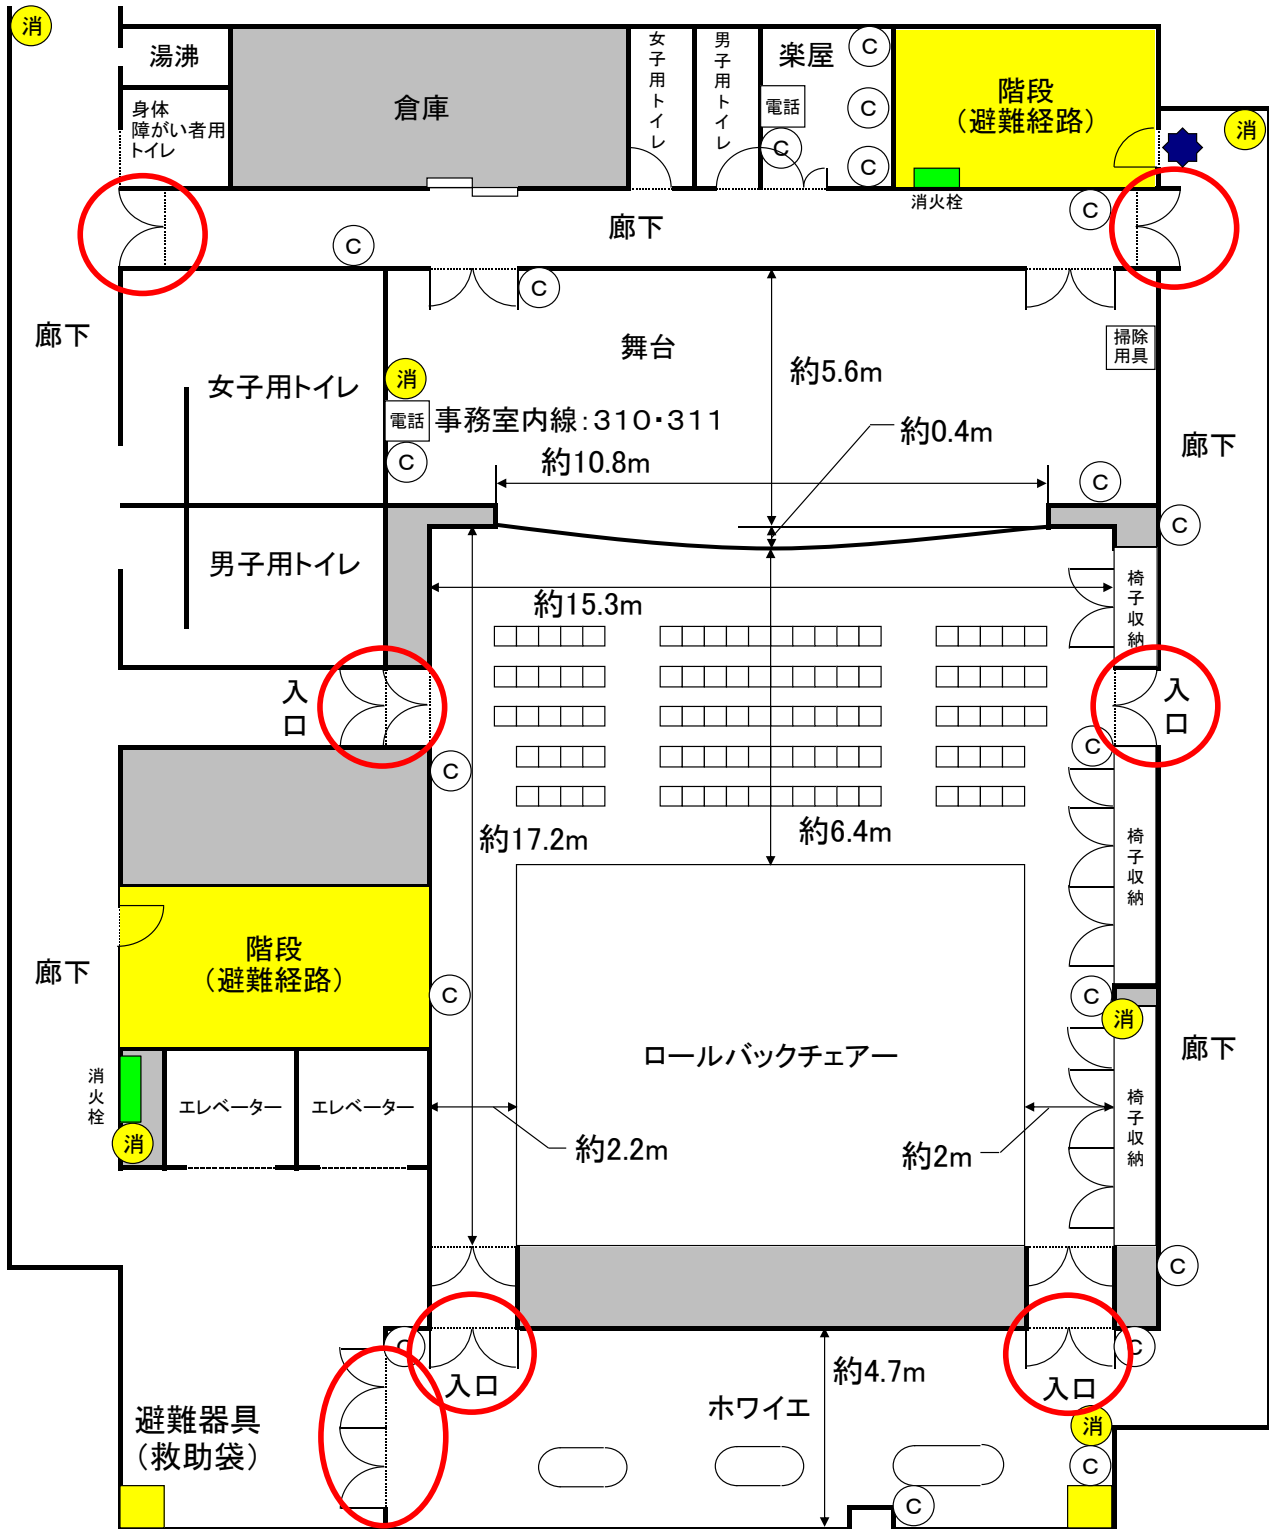 消
湯沸
倉庫
女子用トイレ
男子用トイレ
楽屋
C
階段
（避難経路）
消
身体
障がい者用
トイレ
電話
C
C
C
消火栓
C
廊下
C
C
廊下
舞台
掃除
用具
約5.6m
消
女子用トイレ
電話
事務室内線：310・311
約0.4m
廊下
C
約10.8m
C
C
男子用トイレ
椅子収納
約15.3m
入口
入口
C
C
約17.2m
約6.4m
椅子収納
階段
（避難経路）
廊下
C
C
消
ロールバックチェアー
廊下
消火栓
エレベーター
エレベーター
椅子収納
消
約2.2m
約2m
C
C
C
入口
約4.7m
入口
ホワイエ
避難器具
（救助袋）
消
C
C